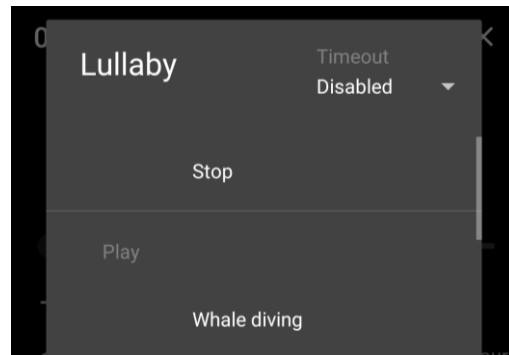 Lullaby
Timeout
Disabled
Stop
Play
Whale diving